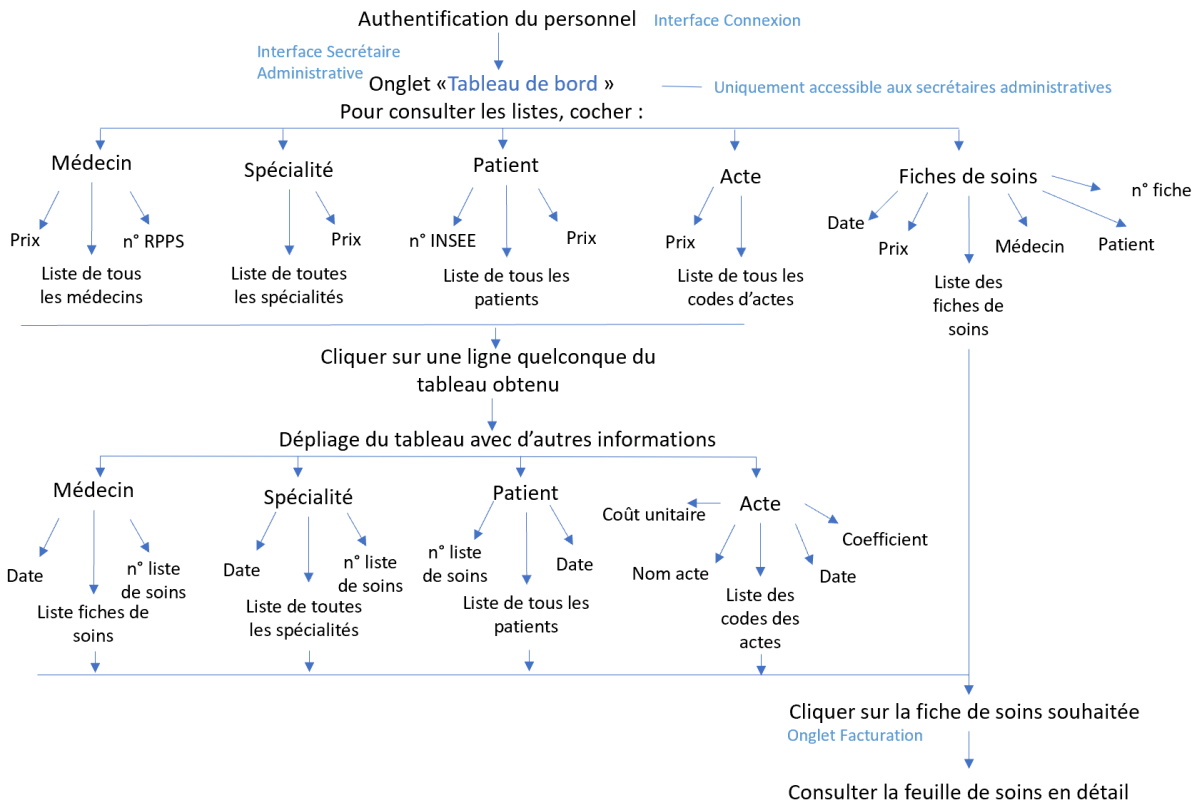 Authentification du personnel
Interface Connexion
Interface Secrétaire
Administrative
Onglet «Tableau de bord »
Uniquement accessible aux secrétaires administratives
Pour consulter les listes, cocher :
Médecin
Spécialité
Patient
Acte
Fiches de soins
n° fiche
Prix
n° RPPS
Liste de tous
les médecins
Prix
Liste de toutes
les spécialités
n° INSEE
Prix
Liste de tous les
patients
Prix
Liste de tous les
codes d’actes
Date
Prix
Médecin
Patient
Liste des
fiches de
soins
Cliquer sur une ligne quelconque du
tableau obtenu
Dépliage du tableau avec d’autres informations
Médecin
Spécialité
Patient
Acte
Date
n° liste
de soins
Liste fiches de
soins
Date
n° liste
de soins
Liste de toutes
les spécialités
n° liste
de soins
Date
Liste de tous les
patients
Coût unitaire
Coefficient
Nom acte
Date
Liste des
codes des
actes
Cliquer sur la fiche de soins souhaitée
Onglet Facturation
Consulter la feuille de soins en détail